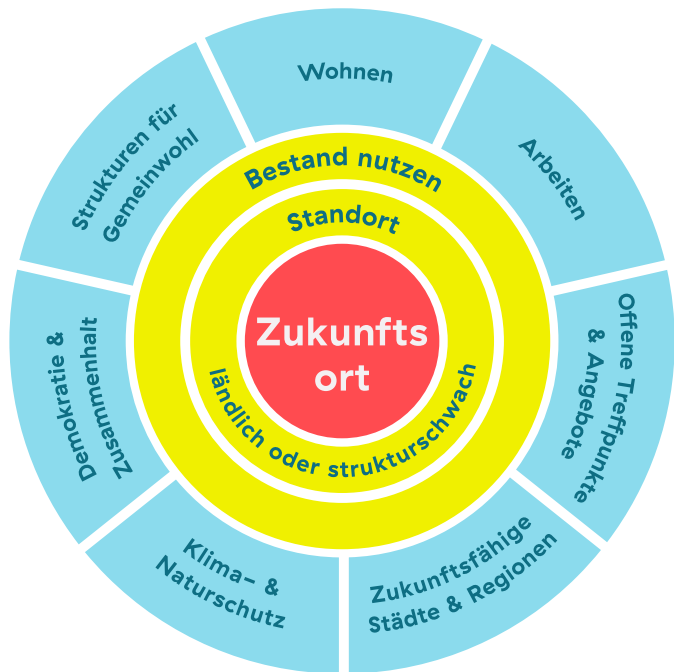 Wohnen
Arbeiten
Offene Treffpunkte
& Angebote
Zukunftsfähige
Städte & Regionen
Klima- &
Naturschutz
Demokratie &
Zusammenhalt
Strukturen für
Gemeinwohl
Bestand nutzen
Standort
ländlich oder strukturschwach
Zukunfts
ort